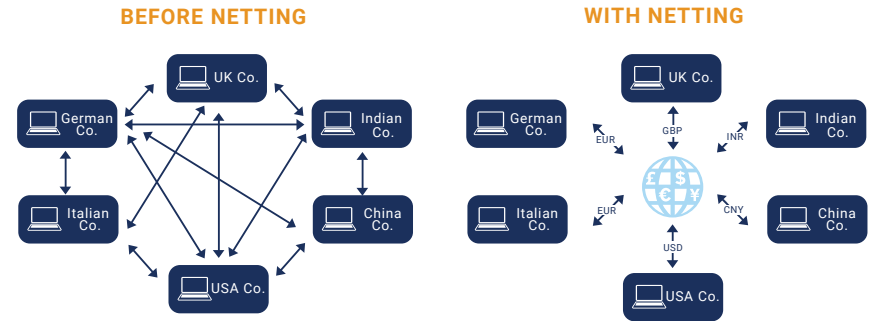 BEFORE NETTING
UK Co.
German
Co.
Indian
Co.
Italian
Co.
China
Co.
USA Co.
WITH NETTING
UK Co.
German
Co.
Indian
Co.
EUR
GBP
INR
£ $
€ ¥
Italian
Co.
China
Co.
EUR
CNY
USD
USA Co.